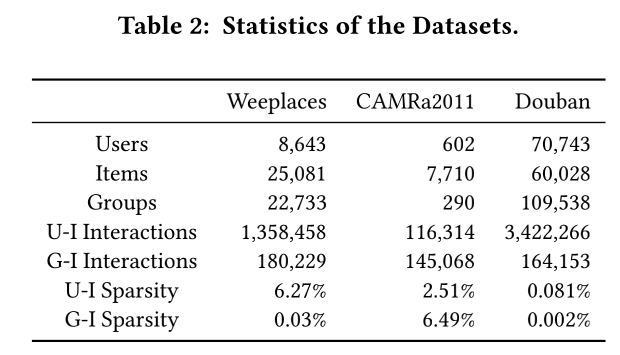 Table 2: Statistics of the Datasets.
Weeplaces CAMRa2011 Douban
Users 8,643 602 70,743
Items 25,081 7,710 60,028
Groups 22,733 290 109,538
U-I Interactions 1,358,458 116,314 3,422,266
G-I Interactions 180,229 145,068 164,153
U-I Sparsity 6.27% 2.51% 0.081%
G-I Sparsity 0.03% 6.49% 0.002%